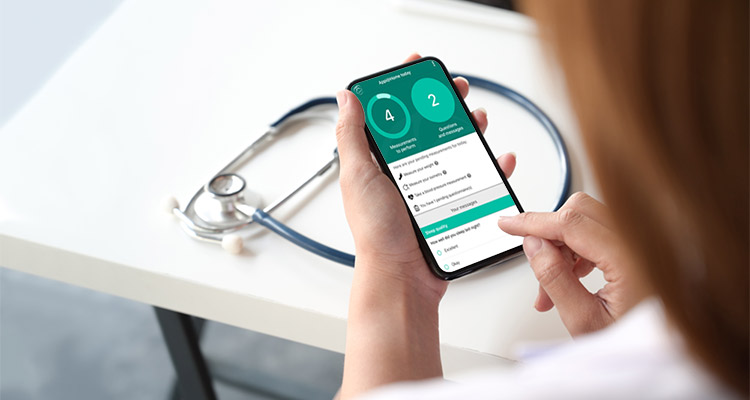 Appo@Home today
4
2
Measurements
to perform
Questions
and messages
Here are your pending measurements for today
Measure your weight
Measure your oximetry
Take a blood pressure measurement
You have 1 pending questionnaire(s)
Your messages
Sleep quality
How well did you sleep last night?
Excellent
Okay